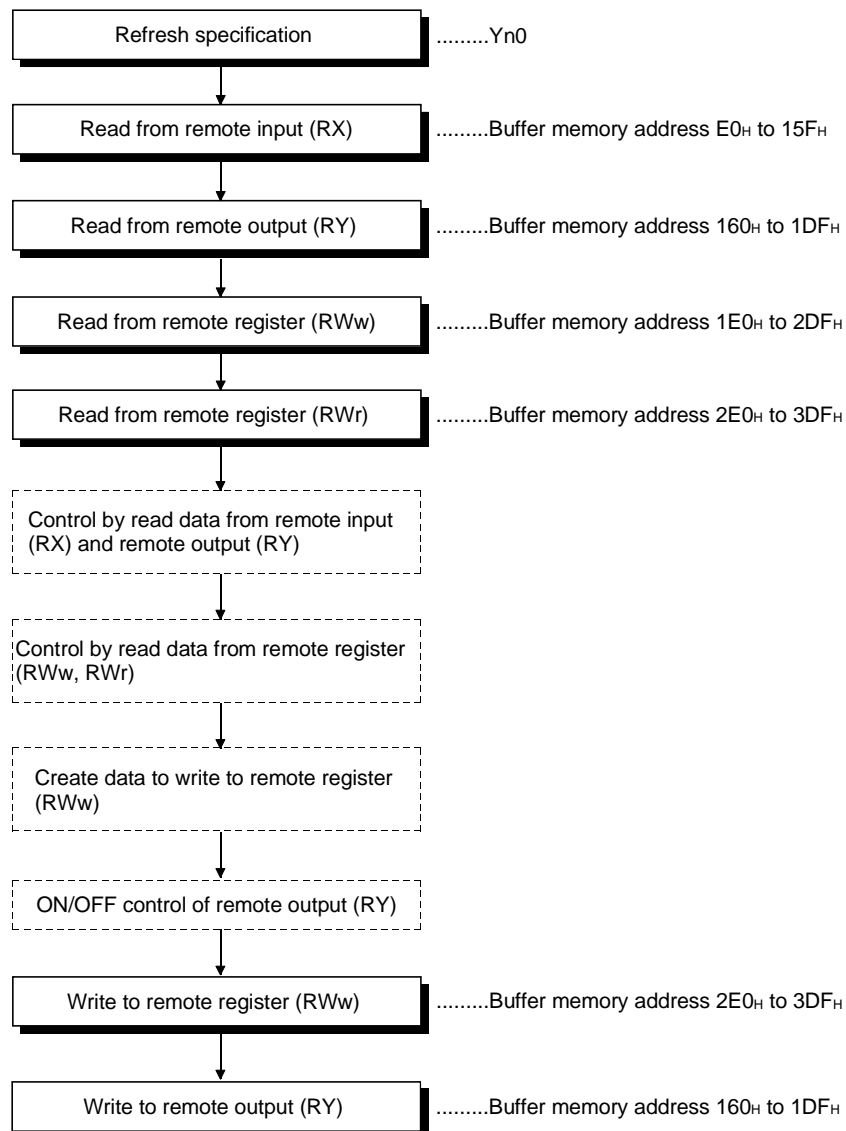 Refresh specification .........Yn0
Read from remote input (RX) .........Buffer memory address E0H to 15FH
Read from remote output (RY) .........Buffer memory address 160H to 1DFH
Read from remote register (RWw) .........Buffer memory address 1E0H to 2DFH
Read from remote register (RWr) .........Buffer memory address 2E0H to 3DFH
Control by read data from remote input
(RX) and remote output (RY)
Control by read data from remote register
(RWw, RWr)
Create data to write to remote register
(RWw)
ON/OFF control of remote output (RY)
Write to remote register (RWw) .........Buffer memory address 2E0H to 3DFH
Write to remote output (RY) .........Buffer memory address 160H to 1DFH